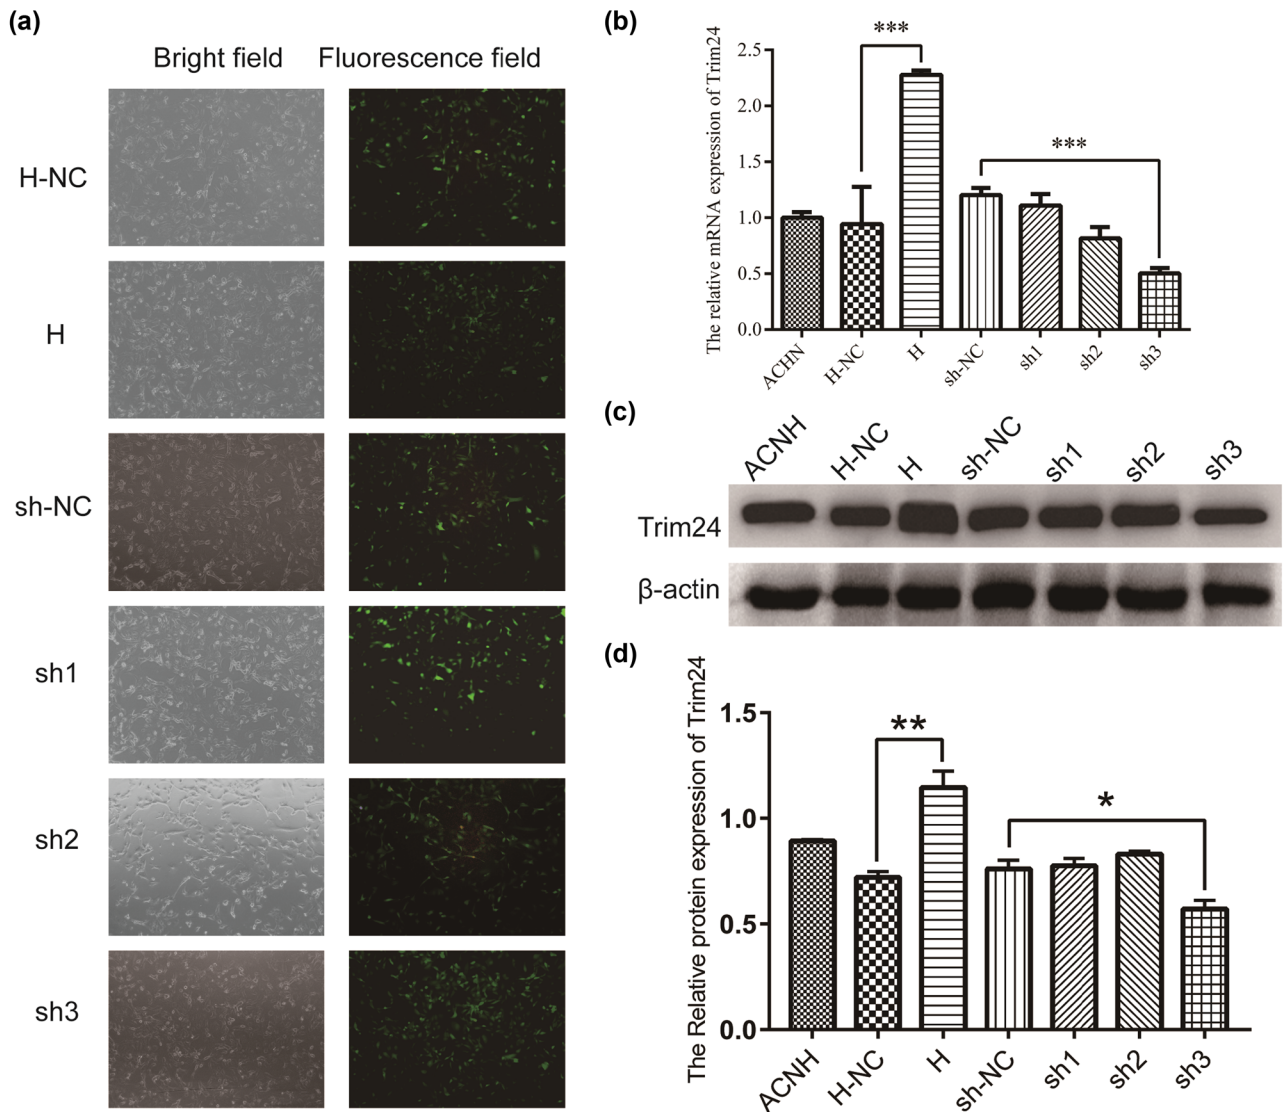 (a)
Bright field
Fluorescence field
H-NC
H
sh-NC
sh1
sh2
sh3
(b)
The relative mRNA expression of Trim24
2.5
2.0
1.5
1.0
0.5
0.0
***
***
ACHN
H-NC
H
sh-NC
sh1
sh2
sh3
(c)
ACNH
H-NC
H
sh-NC
sh1
sh2
sh3
Trim24
β-actin
(d)
The Relative protein expression of Trim24
1.5
1.0
0.5
0.0
**
*
ACNH
H-NC
H
sh-NC
sh1
sh2
sh3